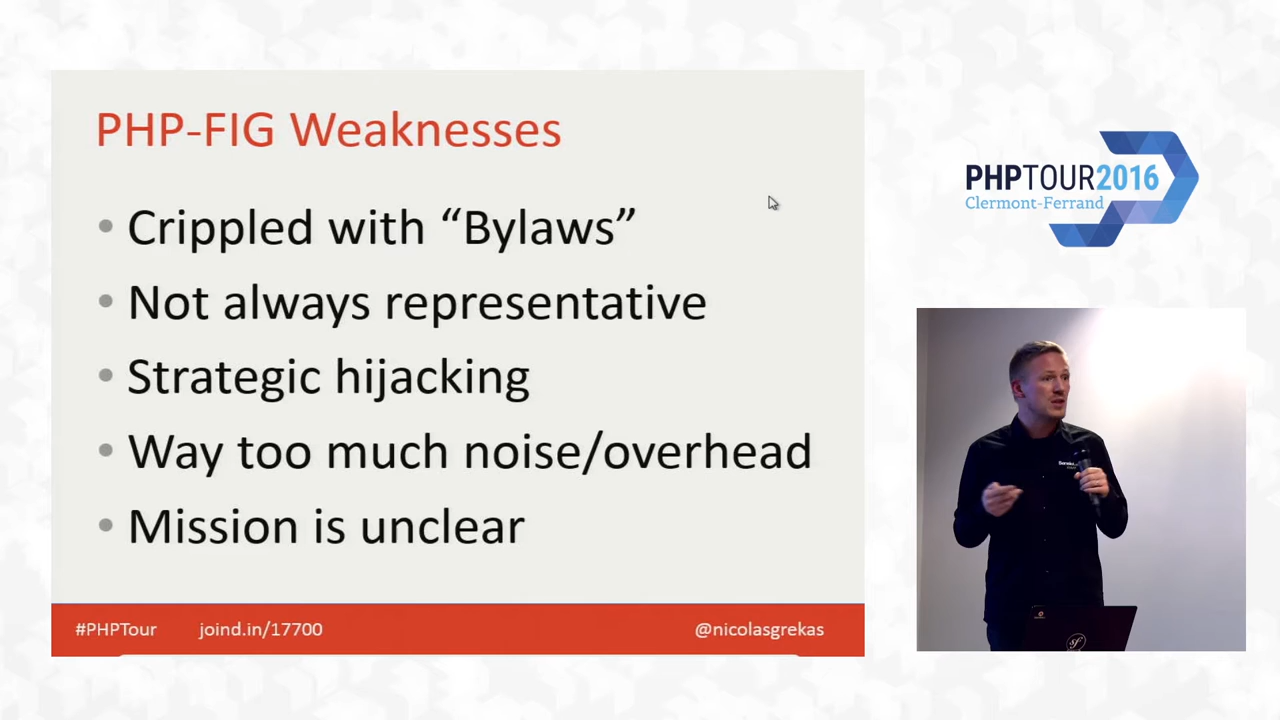 PHP-FIG Weaknesses
• Crippled with “Bylaws”
• Not always representative
• Strategic hijacking
• Way too much noise/overhead
• Mission is unclear
#PHPTour joind.in/17700 @nicolasgrekas
PHPTOUR2016
Clermont-Ferrand
sf